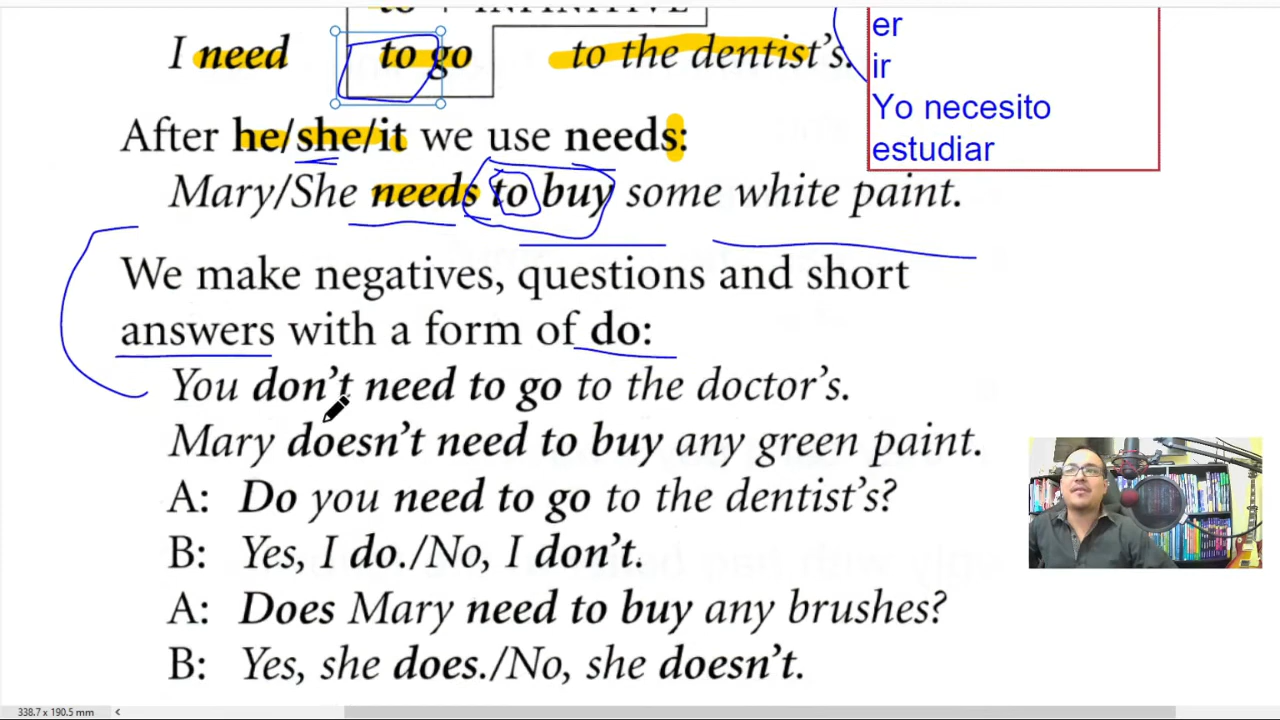 to + INFINITIVE
I need to go to the dentist's.
er
ir
Yo necesito
estudiar
After he/she/it we use needs:
Mary/She needs to buy some white paint.
We make negatives, questions and short
answers with a form of do:
You don't need to go to the doctor's.
Mary doesn't need to buy any green paint.
A: Do you need to go to the dentist's?
B: Yes, I do./No, I don't.
A: Does Mary need to buy any brushes?
B: Yes, she does./No, she doesn't.
338.7 x 190.5 mm